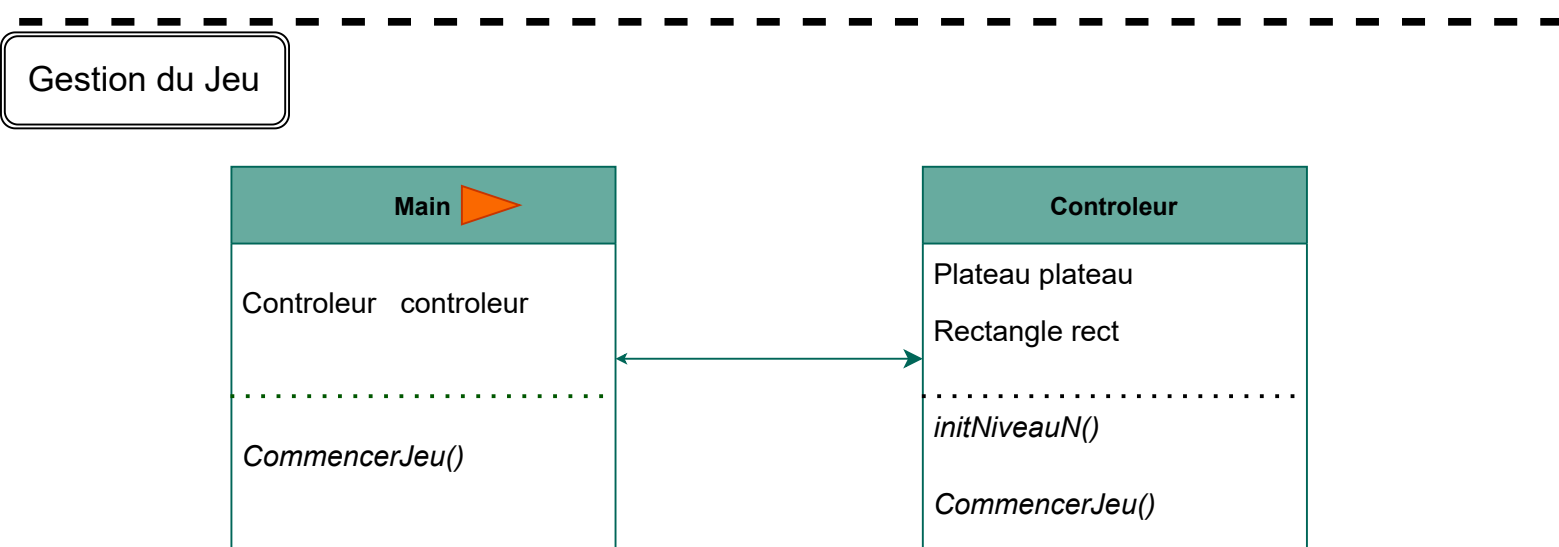 Gestion du Jeu
Main
Controleur controleur
CommencerJeu()
Controleur
Plateau plateau
Rectangle rect
initNiveauN()
CommencerJeu()